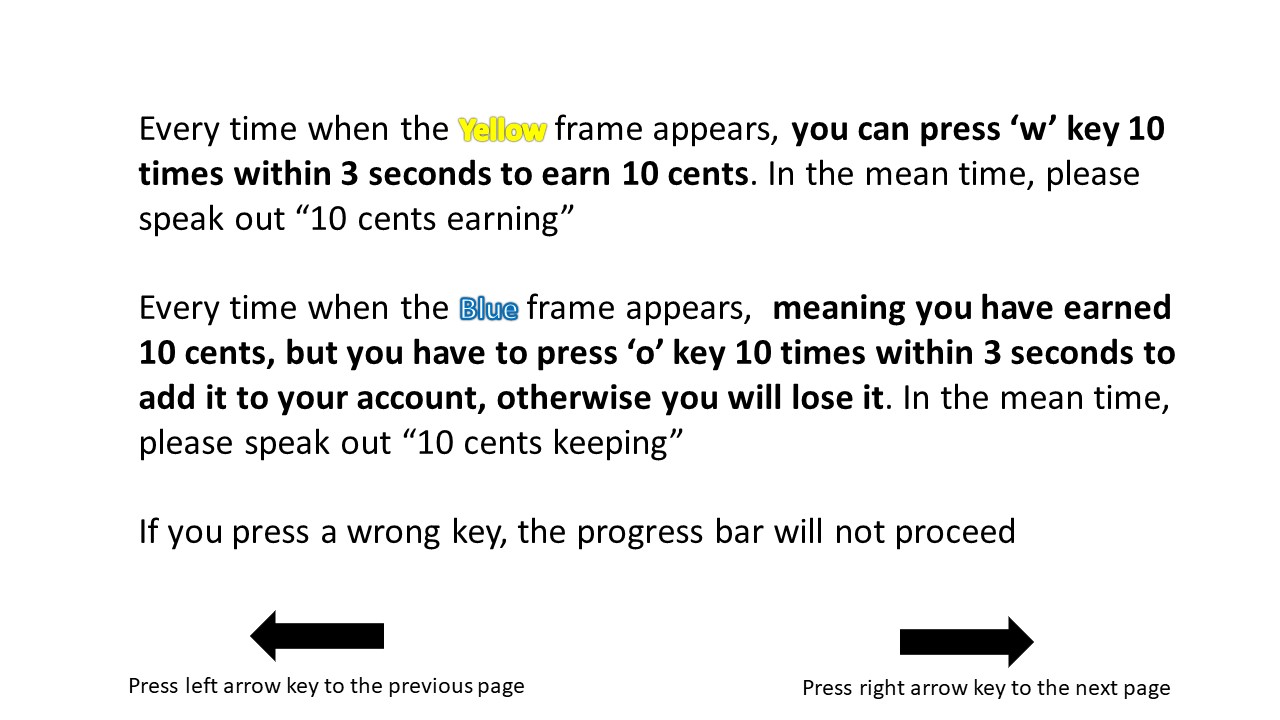 Every time when the Yellow frame appears, you can press ‘w’ key 10
times within 3 seconds to earn 10 cents. In the mean time, please
speak out “10 cents earning”
Every time when the Blue frame appears,  meaning you have earned
10 cents, but you have to press ‘o’ key 10 times within 3 seconds to
add it to your account, otherwise you will lose it. In the mean time,
please speak out “10 cents keeping”
If you press a wrong key, the progress bar will not proceed
Press left arrow key to the previous page
Press right arrow key to the next page